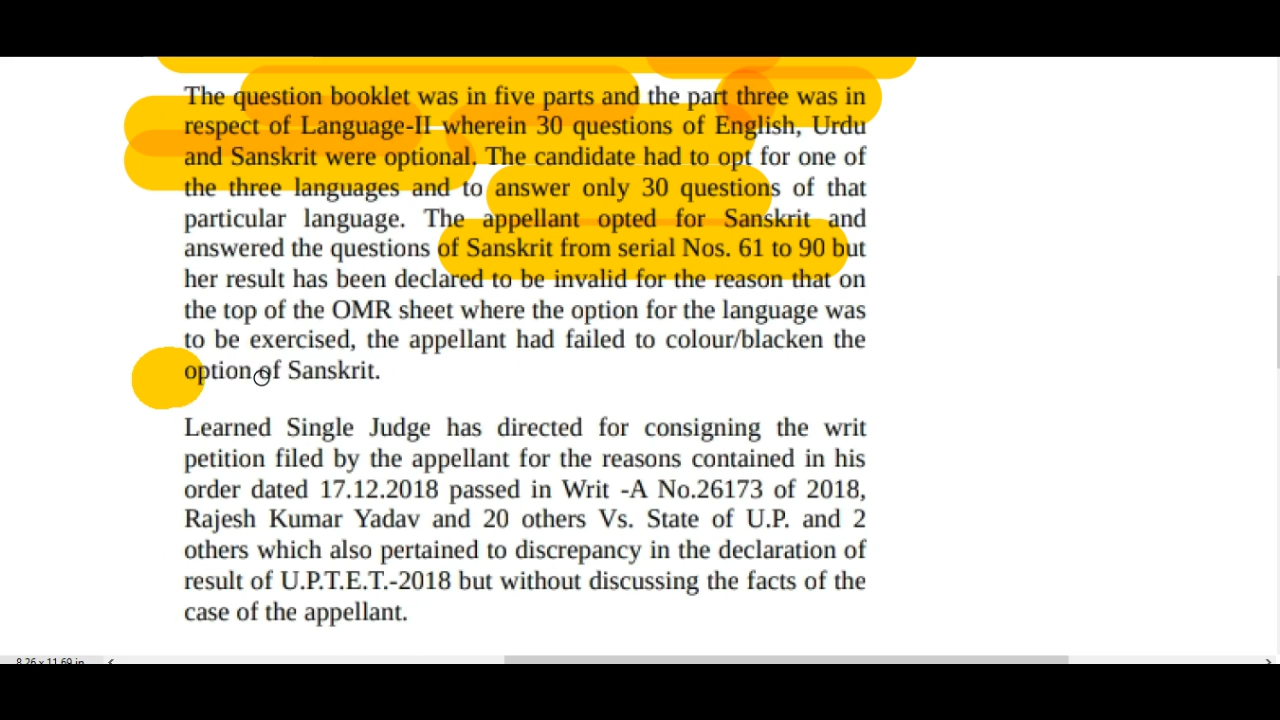 The question booklet was in five parts and the part three was in
respect of Language-II wherein 30 questions of English, Urdu
and Sanskrit were optional. The candidate had to opt for one of
the three languages and to answer only 30 questions of that
particular language. The appellant opted for Sanskrit and
answered the questions of Sanskrit from serial Nos. 61 to 90 but
her result has been declared to be invalid for the reason that on
the top of the OMR sheet where the option for the language was
to be exercised, the appellant had failed to colour/blacken the
option of Sanskrit.
Learned Single Judge has directed for consigning the writ
petition filed by the appellant for the reasons contained in his
order dated 17.12.2018 passed in Writ -A No.26173 of 2018,
Rajesh Kumar Yadav and 20 others Vs. State of U.P. and 2
others which also pertained to discrepancy in the declaration of
result of U.P.T.E.T.-2018 but without discussing the facts of the
case of the appellant.
8.26 x 11.69 in